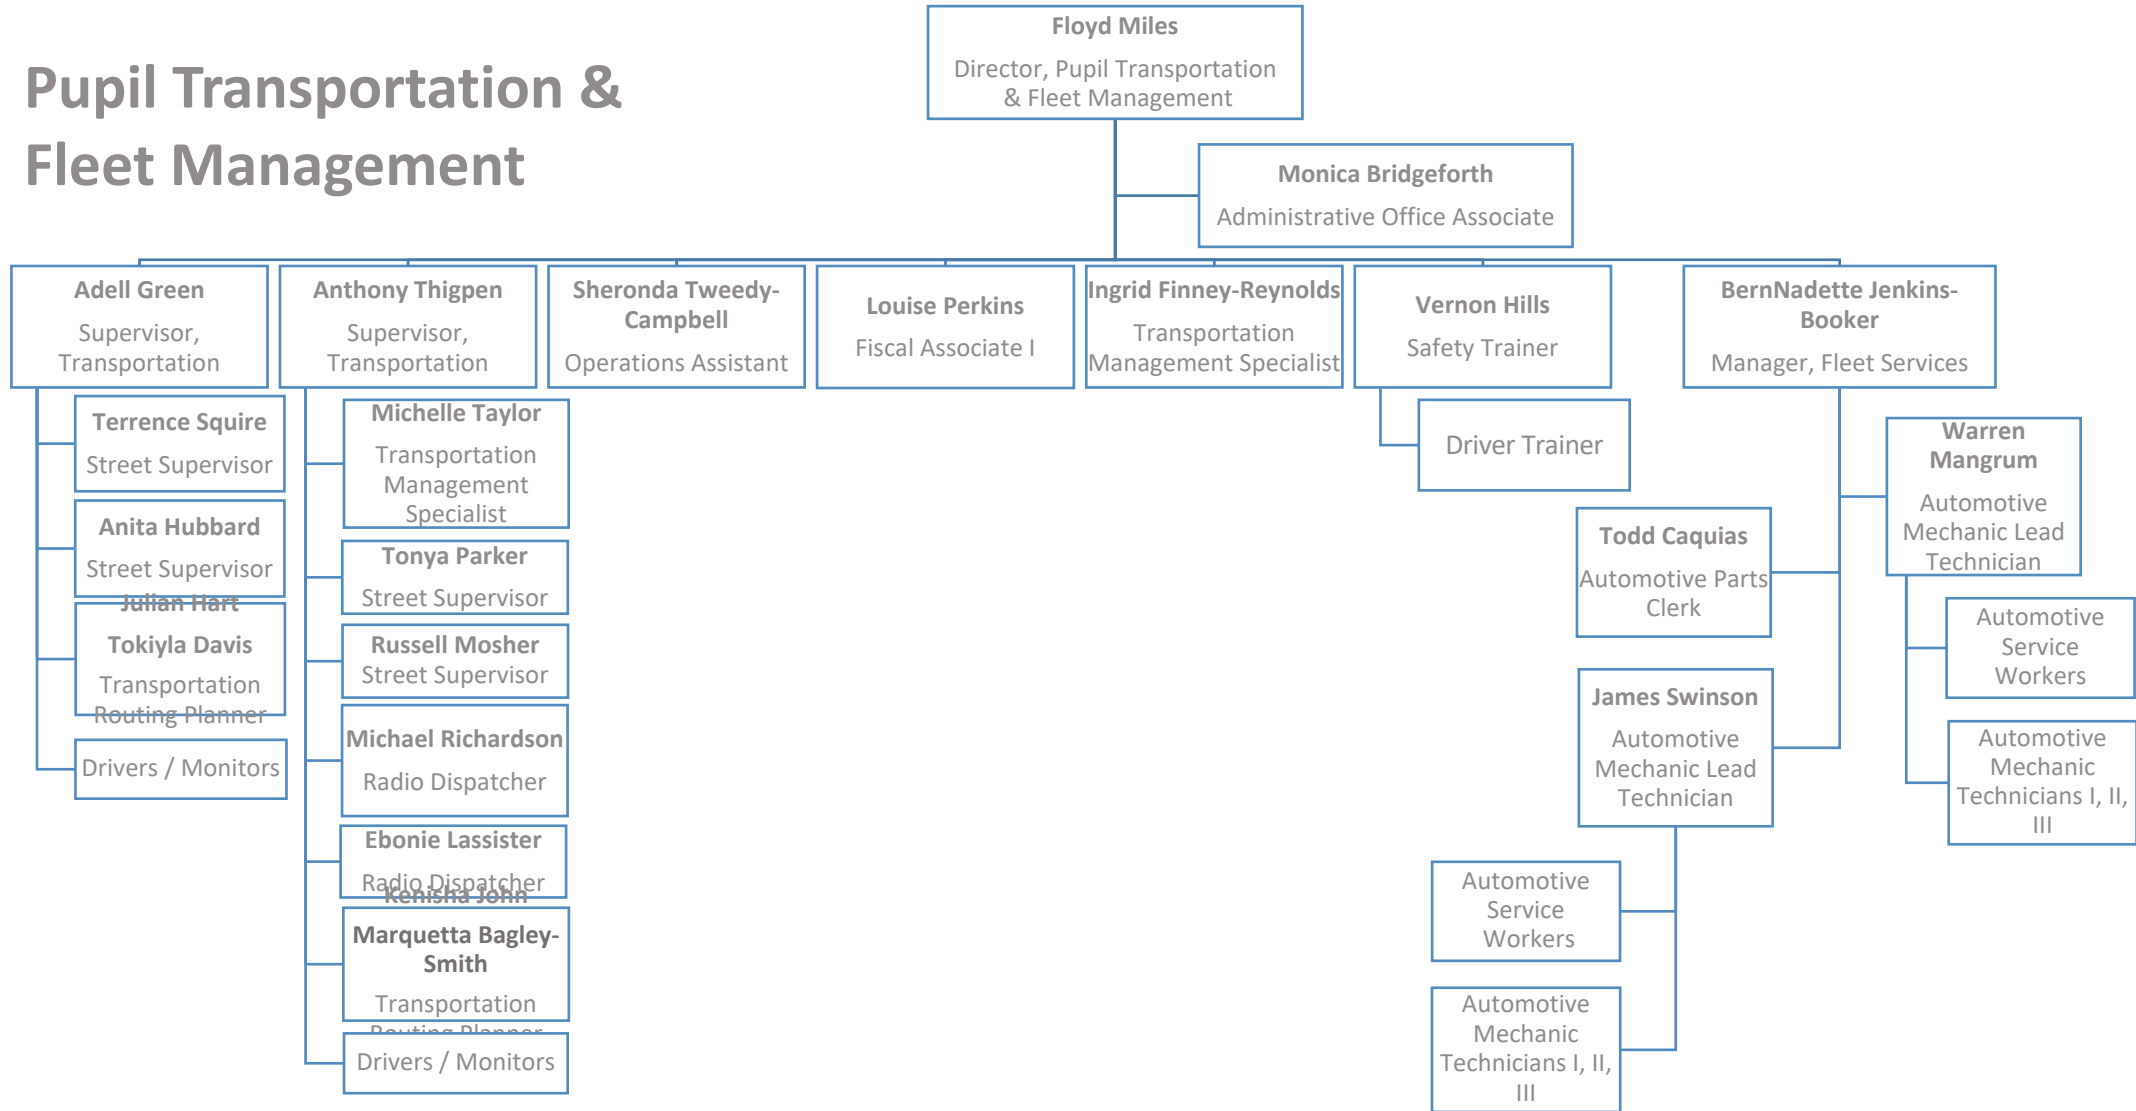 Pupil Transportation &
Fleet Management
Floyd Miles
Director, Pupil Transportation
& Fleet Management
Monica Bridgeforth
Administrative Office Associate
Adell Green
Supervisor,
Transportation
Terrence Squire
Street Supervisor
Anita Hubbard
Street Supervisor
Julian Hart
Tokiyla Davis
Transportation
Routing Planner
Drivers / Monitors
Anthony Thigpen
Supervisor,
Transportation
Michelle Taylor
Transportation
Management
Specialist
Tonya Parker
Street Supervisor
Russell Mosher
Street Supervisor
Michael Richardson
Radio Dispatcher
Ebonie Lassister
Radio Dispatcher
Kenisha John
Marquetta Bagley-
Smith
Transportation
Routing Planner
Drivers / Monitors
Sheronda Tweedy-
Campbell
Operations Assistant
Louise Perkins
Fiscal Associate I
Ingrid Finney-Reynolds
Transportation
Management Specialist
Vernon Hills
Safety Trainer
Driver Trainer
BernNadette Jenkins-
Booker
Manager, Fleet Services
Warren
Mangrum
Automotive
Mechanic Lead
Technician
Automotive
Service
Workers
Automotive
Mechanic
Technicians I, II,
III
Todd Caquias
Automotive Parts
Clerk
James Swinson
Automotive
Mechanic Lead
Technician
Automotive
Service
Workers
Automotive
Mechanic
Technicians I, II,
III